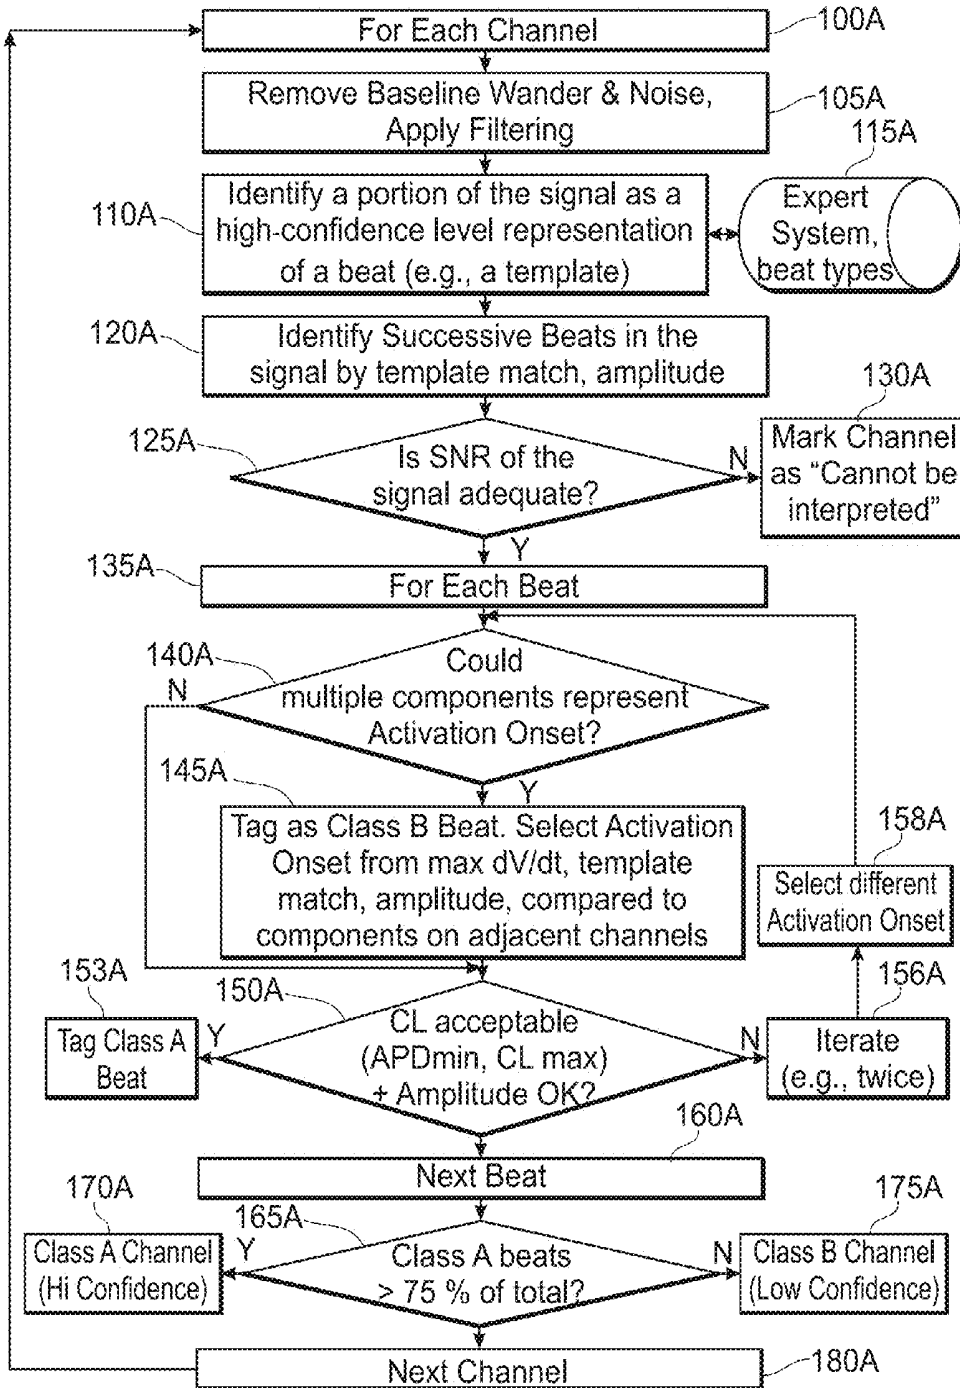 For Each Channel
100A
Remove Baseline Wander & Noise,
Apply Filtering
105A
115A
110A
Identify a portion of the signal as a
high-confidence level representation
of a beat (e.g., a template)
Expert
System,
beat types
120A
Identify Successive Beats in the
signal by template match, amplitude
125A
Is SNR of the
signal adequate?
N
130A
Mark Channel
as "Cannot be
interpreted"
Y
135A
For Each Beat
140A
N
Could
multiple components represent
Activation Onset?
145A
Y
Tag as Class B Beat. Select Activation
Onset from max dV/dt, template
match, amplitude, compared to
components on adjacent channels
158A
Select different
Activation Onset
153A
150A
156A
Tag Class A
Beat
Y
CL acceptable
(APDmin, CL max)
+ Amplitude OK?
N
Iterate
(e.g., twice)
160A
Next Beat
170A
165A
175A
Class A Channel
(Hi Confidence)
Y
Class A beats
> 75 % of total?
N
Class B Channel
(Low Confidence)
Next Channel
180A